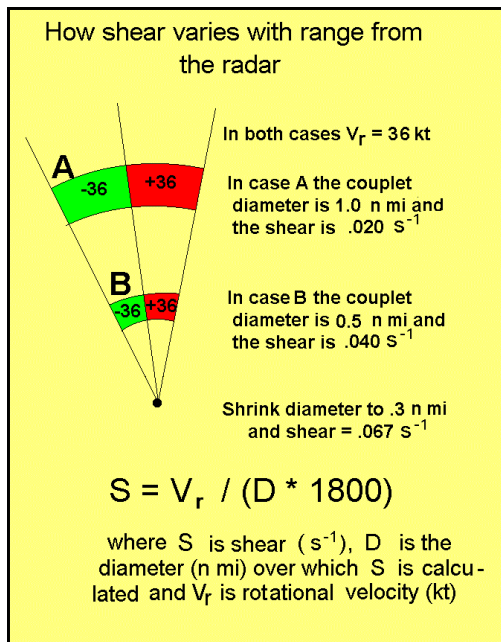 How shear varies with range from
the radar
In both cases Vr = 36 kt
A
-36 +36
In case A the couplet
diameter is 1.0 n mi and
the shear is .020 s⁻¹
B
-36 +36
In case B the couplet
diameter is 0.5 n mi and
the shear is .040 s⁻¹
Shrink diameter to .3 n mi
and shear = .067 s⁻¹
S = Vr / (D * 1800)
where S is shear ( s⁻¹), D is the
diameter (n mi) over which S is calcu-
lated and Vr is rotational velocity (kt)